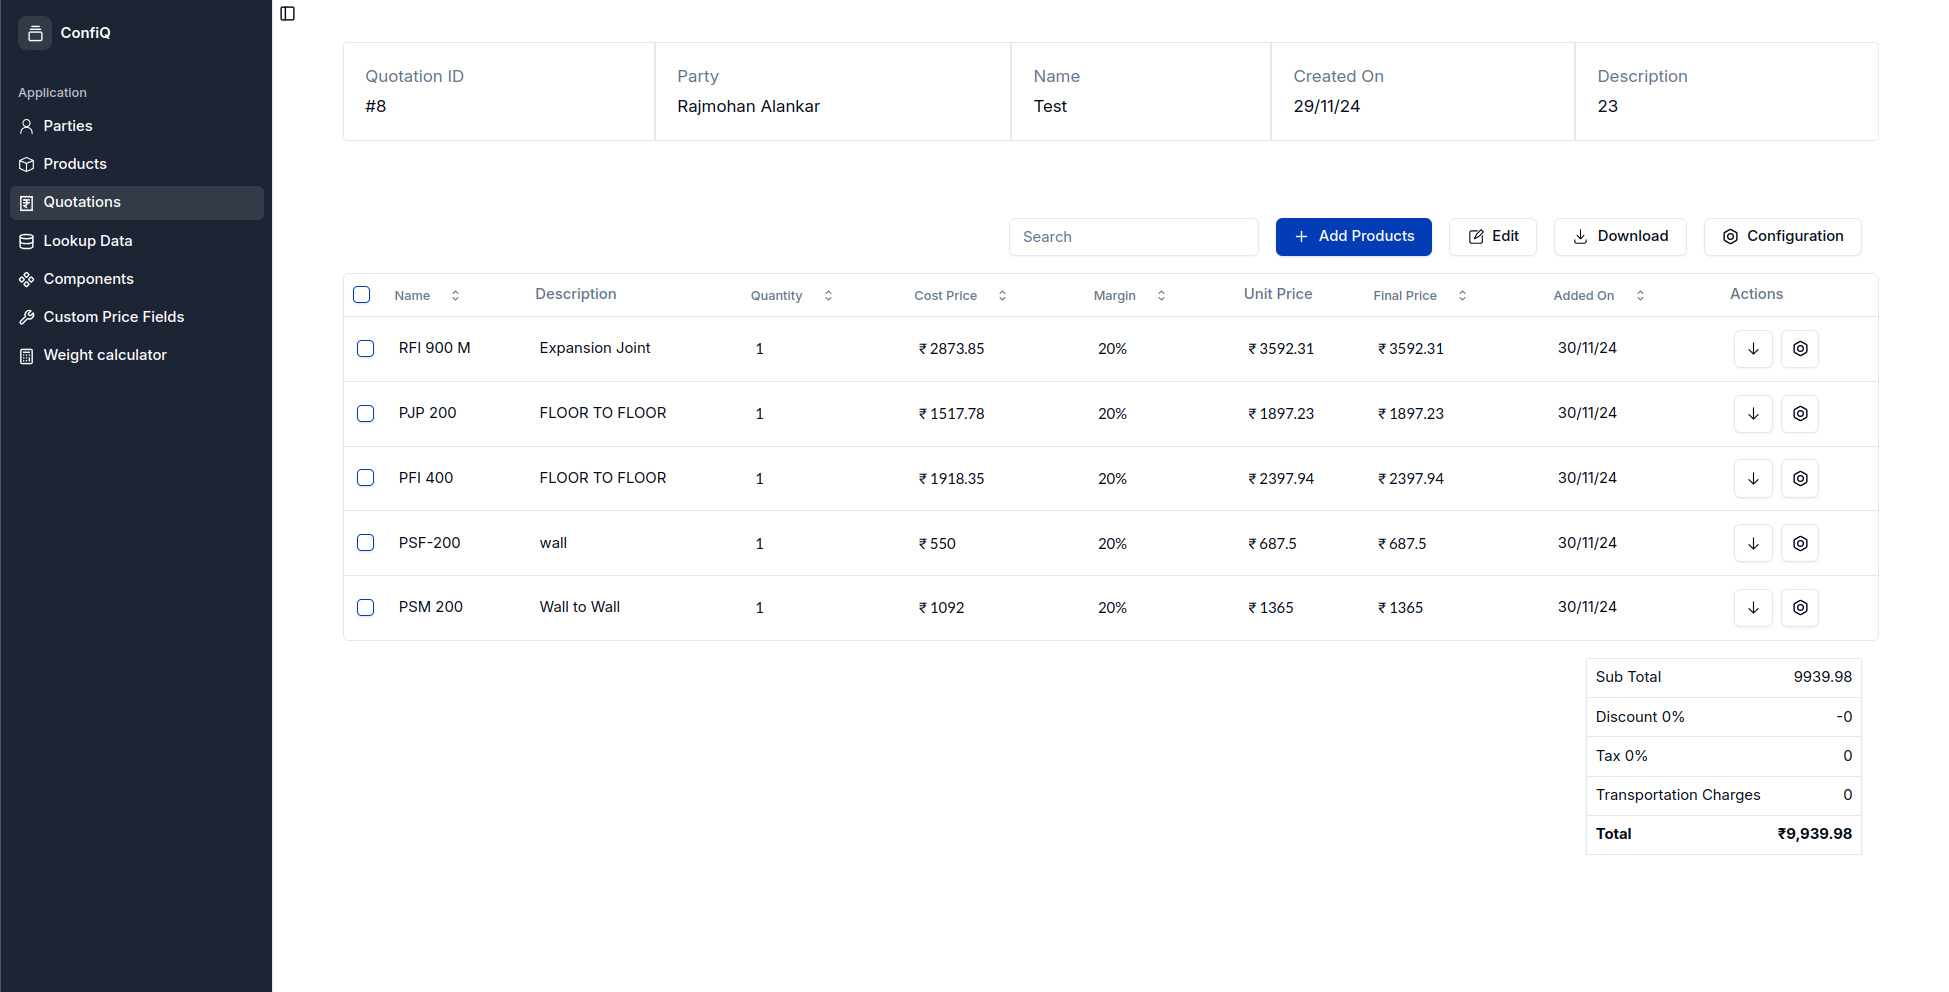 ConfiQ
Application
Parties
Products
Quotations
Lookup Data
Components
Custom Price Fields
Weight calculator
Quotation ID Party Name Created On Description
#8 Rajmohan Alankar Test 29/11/24 23
Search Add Products Edit Download Configuration
Name Description Quantity Cost Price Margin Unit Price Final Price Added On Actions
RFI 900 M Expansion Joint 1 ₹ 2873.85 20% ₹ 3592.31 ₹ 3592.31 30/11/24
PJP 200 FLOOR TO FLOOR 1 ₹ 1517.78 20% ₹ 1897.23 ₹ 1897.23 30/11/24
PFI 400 FLOOR TO FLOOR 1 ₹ 1918.35 20% ₹ 2397.94 ₹ 2397.94 30/11/24
PSF-200 wall 1 ₹ 550 20% ₹ 687.5 ₹ 687.5 30/11/24
PSM 200 Wall to Wall 1 ₹ 1092 20% ₹ 1365 ₹ 1365 30/11/24
Sub Total 9939.98
Discount 0% -0
Tax 0% 0
Transportation Charges 0
Total ₹9,939.98